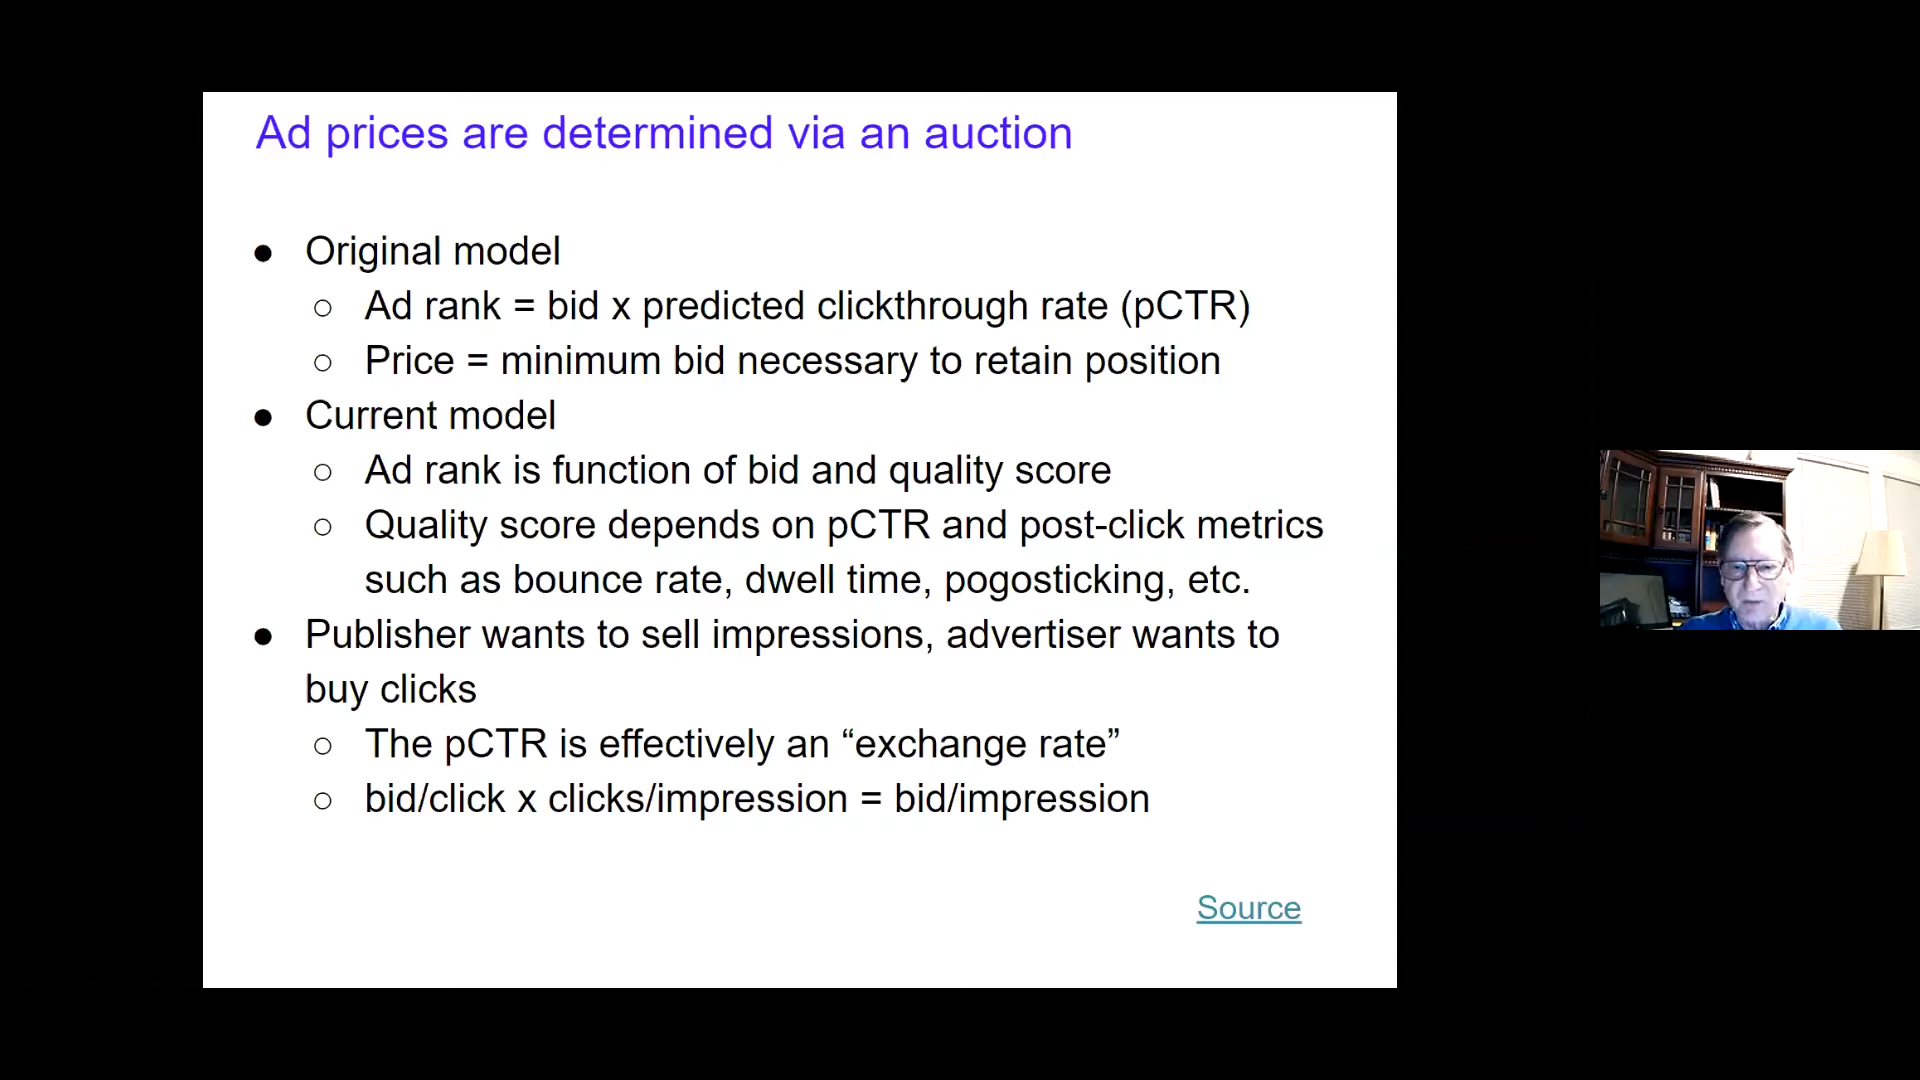 Ad prices are determined via an auction
● Original model
○ Ad rank = bid x predicted clickthrough rate (pCTR)
○ Price = minimum bid necessary to retain position
● Current model
○ Ad rank is function of bid and quality score
○ Quality score depends on pCTR and post-click metrics
such as bounce rate, dwell time, pogosticking, etc.
● Publisher wants to sell impressions, advertiser wants to
buy clicks
○ The pCTR is effectively an “exchange rate”
○ bid/click x clicks/impression = bid/impression
Source